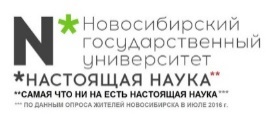 N*
Новосибирский
государственный
университет
*НАСТОЯЩАЯ НАУКА**
**САМАЯ ЧТО НИ НА ЕСТЬ НАСТОЯЩАЯ НАУКА***
*** ПО ДАННЫМ ОПРОСА ЖИТЕЛЕЙ НОВОСИБИРСКА В ИЮЛЕ 2016 г.